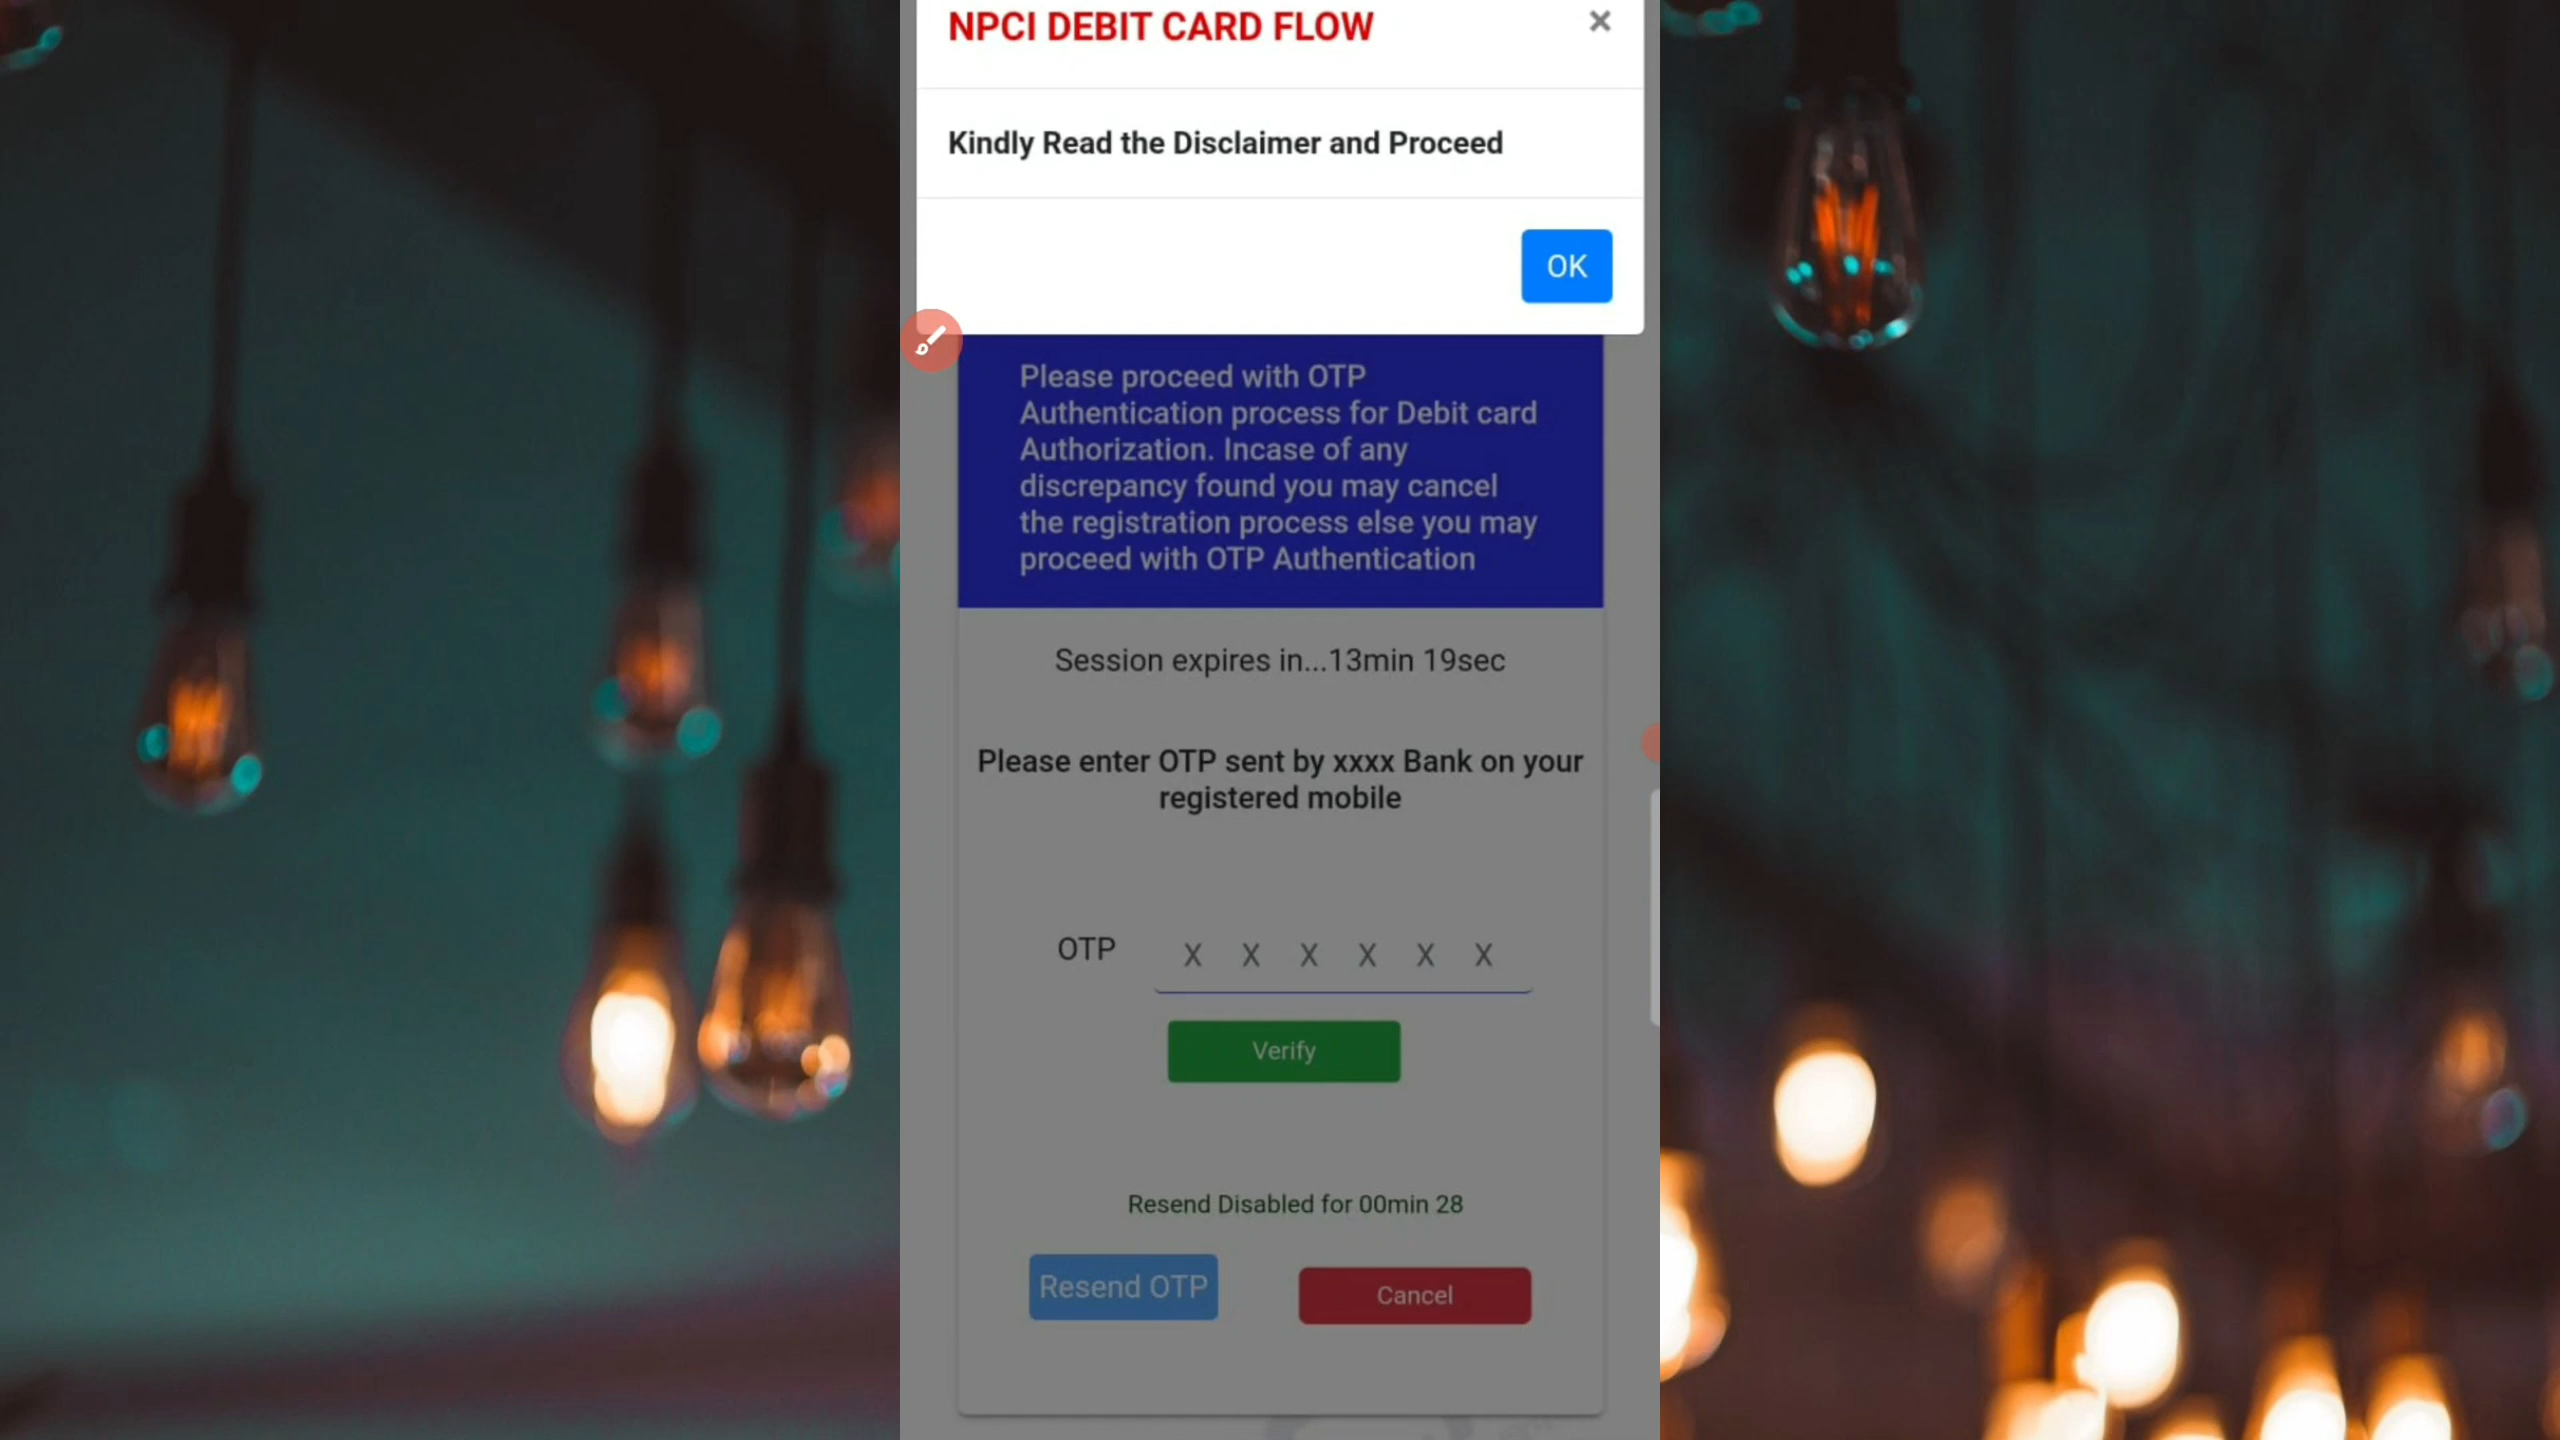 NPCI DEBIT CARD FLOW
×
Kindly Read the Disclaimer and Proceed
OK
Please proceed with OTP
Authentication process for Debit card
Authorization. Incase of any
discrepancy found you may cancel
the registration process else you may
proceed with OTP Authentication
Session expires in...13min 19sec
Please enter OTP sent by xxxx Bank on your
registered mobile
OTP X X X X X X
Verify
Resend Disabled for 00min 28
Resend OTP
Cancel